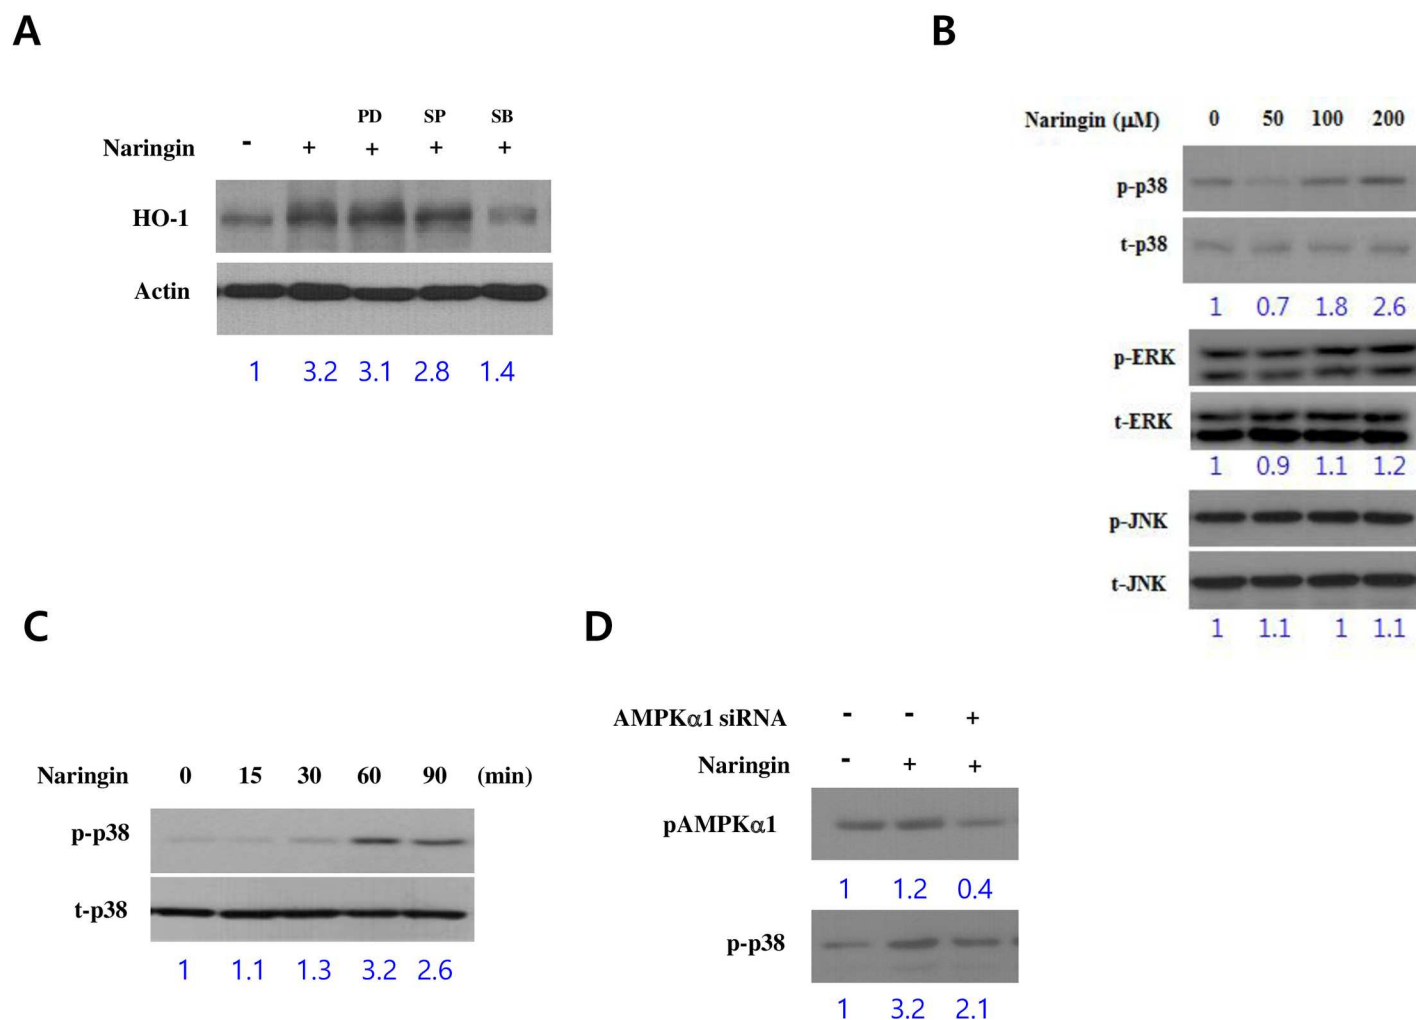 A
PD SP SB
Naringin - + + + +
HO-1
Actin
1 3.2 3.1 2.8 1.4
B
Naringin (μM) 0 50 100 200
p-p38
t-p38
1 0.7 1.8 2.6
p-ERK
t-ERK
1 0.9 1.1 1.2
p-JNK
t-JNK
1 1.1 1 1.1
C
Naringin 0 15 30 60 90 (min)
p-p38
t-p38
1 1.1 1.3 3.2 2.6
D
AMPKα1 siRNA - - +
Naringin - + +
pAMPKα1
1 1.2 0.4
p-p38
1 3.2 2.1